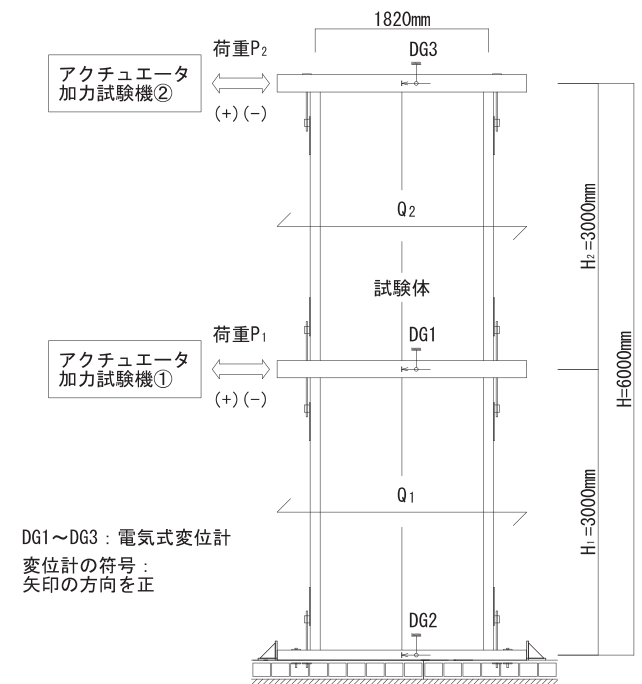 1820mm
荷重P₂
DG3
アクチュエータ
加力試験機②
(+)(-)
Q₂
H₂=3000mm
試験体
荷重P₁
DG1
アクチュエータ
加力試験機①
(+)(-)
H=6000mm
Q₁
H₁=3000mm
DG1～DG3：電気式変位計
変位計の符号：
矢印の方向を正
DG2